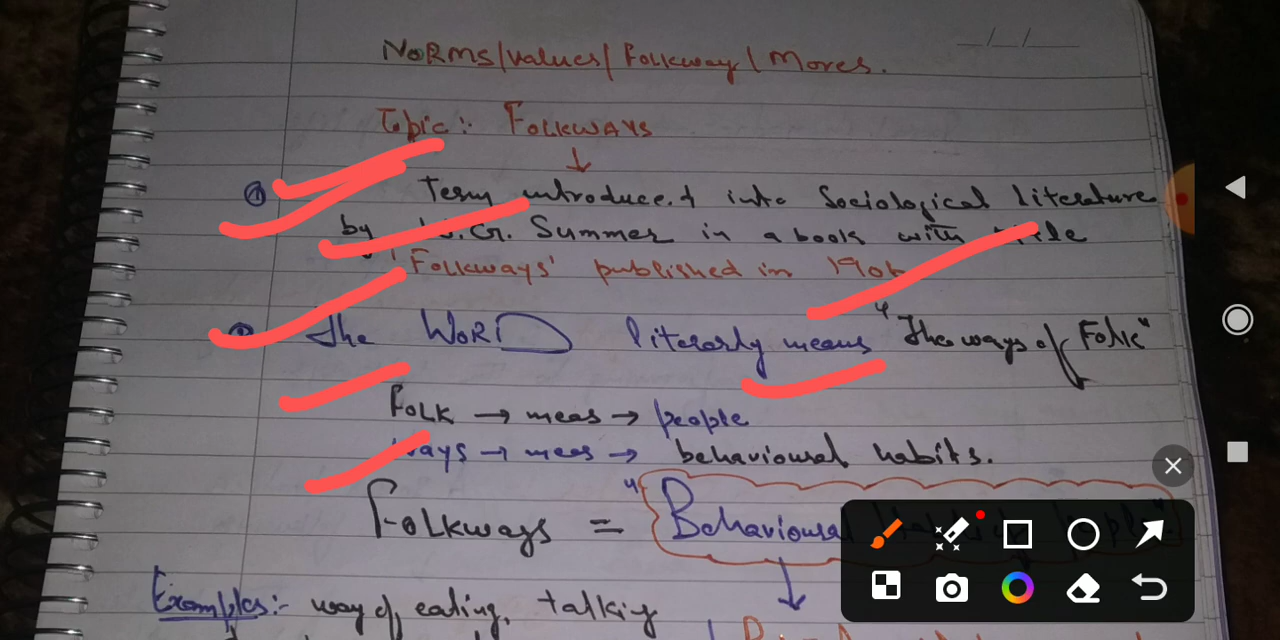 NORMS/values/Folkway/Mores.
Topic:- FOLKWAYS
① Term introduced into Sociological literature
by W.G. Summer in a book with title
'Folkways' published in 1906
The WORD literarly means "The ways of Folk"
FOLK → meas → people
ways → meas → behavioural habits.
Folkways = "Behavioural
Examples:- way of eating, talking